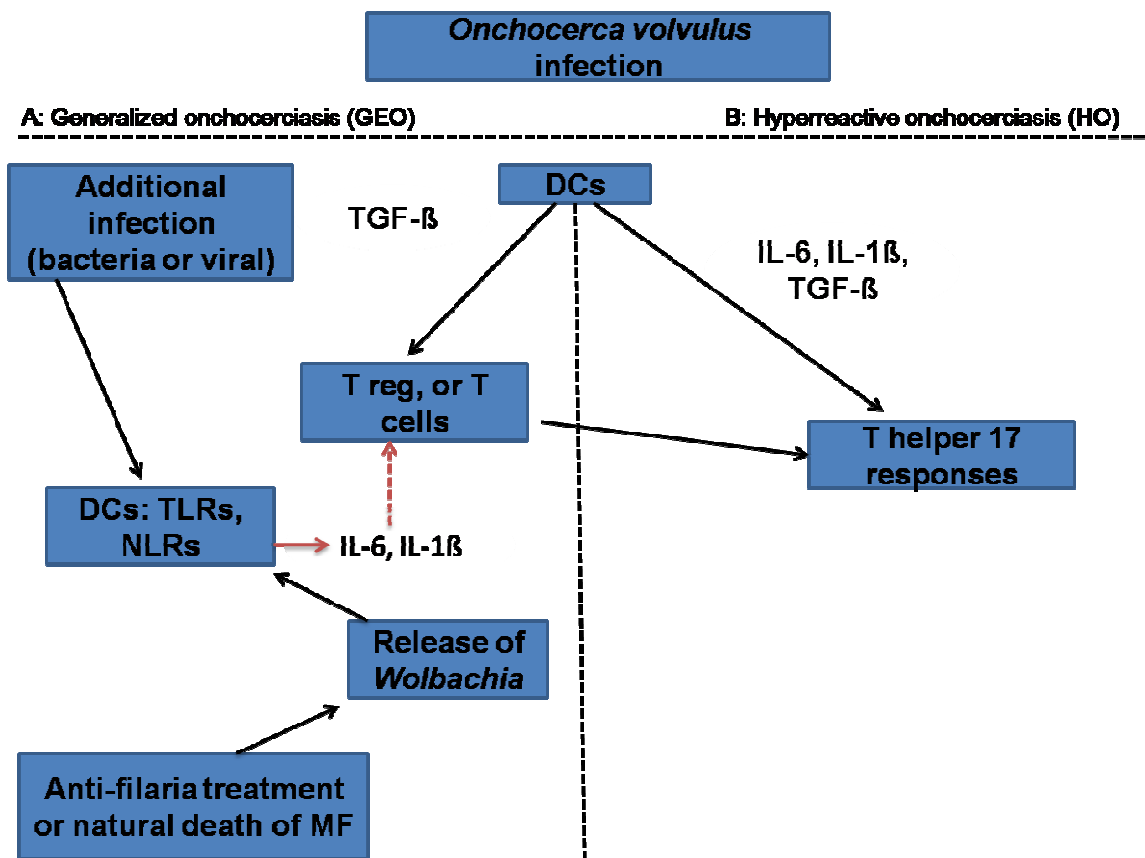 Onchocerca volvulus
infection
A: Generalized onchocerciasis (GEO)
B: Hyperreactive onchocerciasis (HO)
Additional
infection
(bacteria or viral)
DCs
TGF-ß
IL-6, IL-1ß,
TGF-ß
T reg, or T
cells
T helper 17
responses
DCs: TLRs,
NLRs
IL-6, IL-1ß
Release of
Wolbachia
Anti-filaria treatment
or natural death of MF